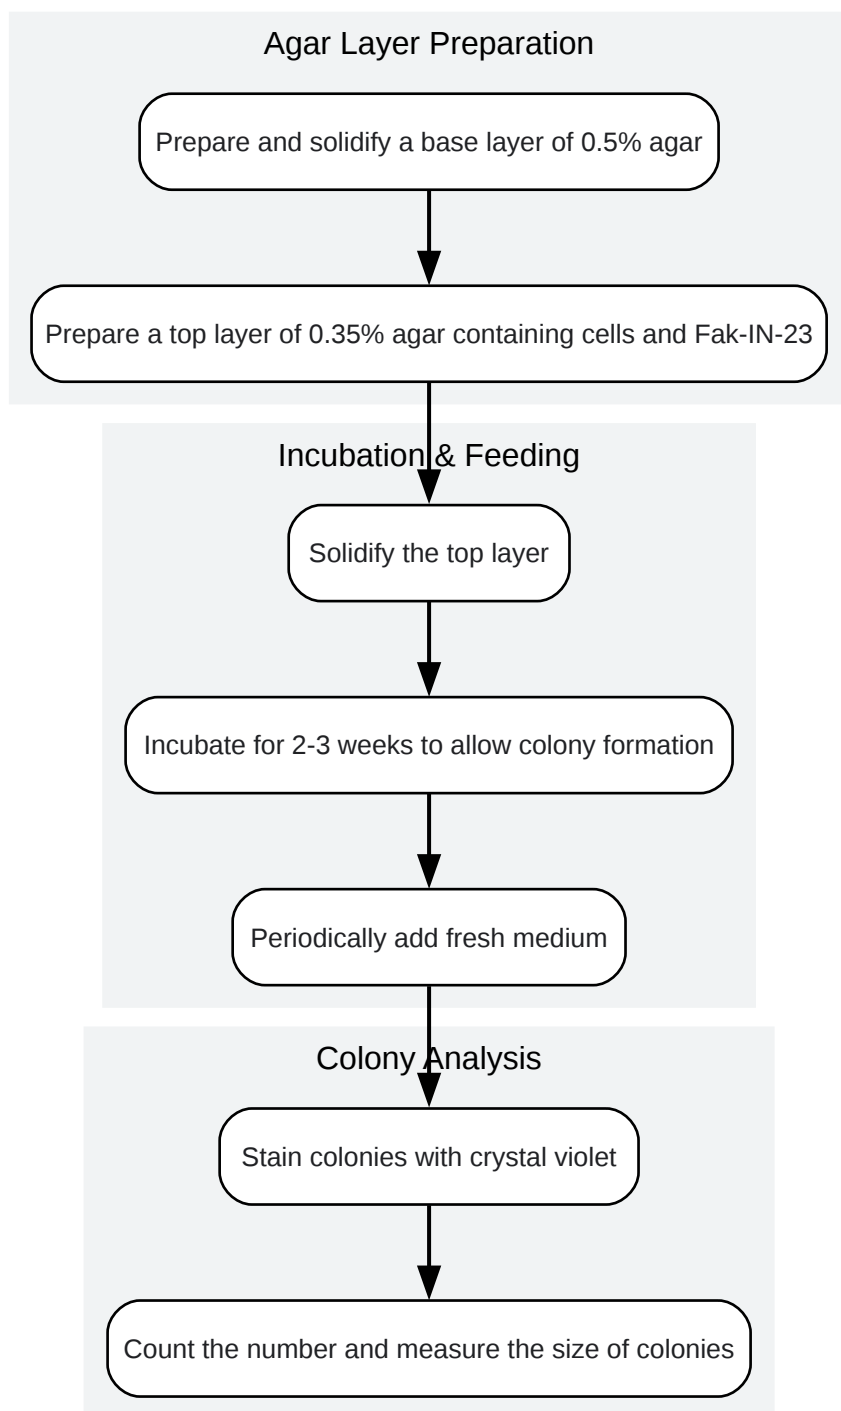 Agar Layer Preparation
Prepare and solidify a base layer of 0.5% agar
Prepare a top layer of 0.35% agar containing cells and Fak-IN-23
Incubation & Feeding
Solidify the top layer
Incubate for 2-3 weeks to allow colony formation
Periodically add fresh medium
Colony Analysis
Stain colonies with crystal violet
Count the number and measure the size of colonies